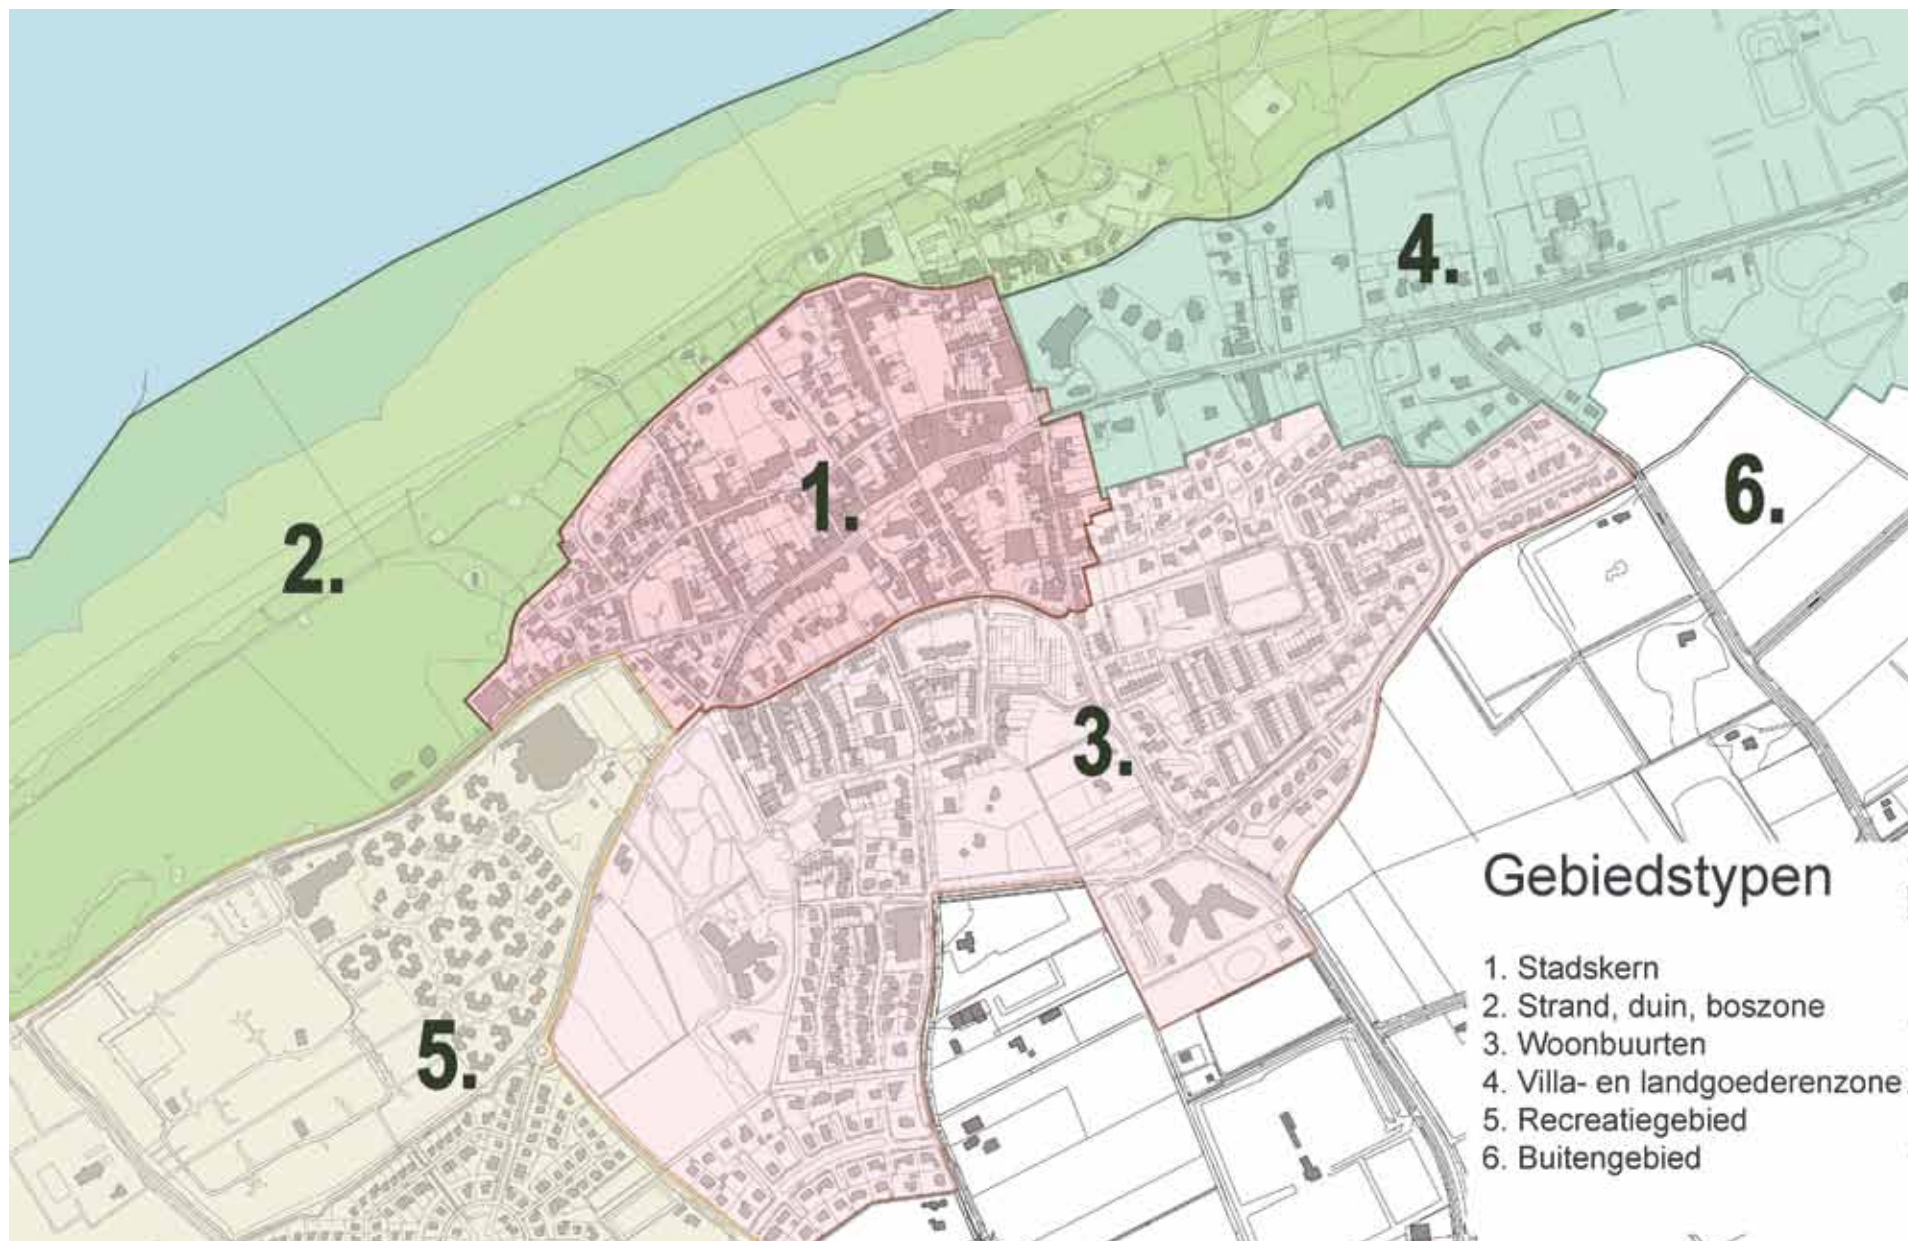 4.
1.
6.
2.
3.
5.
Gebiedstypen
1. Stadskern
2. Strand, duin, boszone
3. Woonbuurten
4. Villa- en landgoederenzone
5. Recreatiegebied
6. Buitengebied